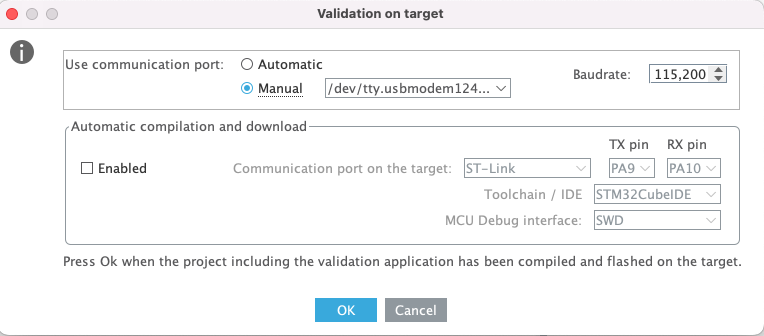 Validation on target
Use communication port: Automatic
Manual /dev/tty.usbmodem124... Baudrate: 115,200
Automatic compilation and download
TX pin RX pin
Enabled Communication port on the target: ST-Link PA9 PA10
Toolchain / IDE STM32CubeIDE
MCU Debug interface: SWD
Press Ok when the project including the validation application has been compiled and flashed on the target.
OK Cancel